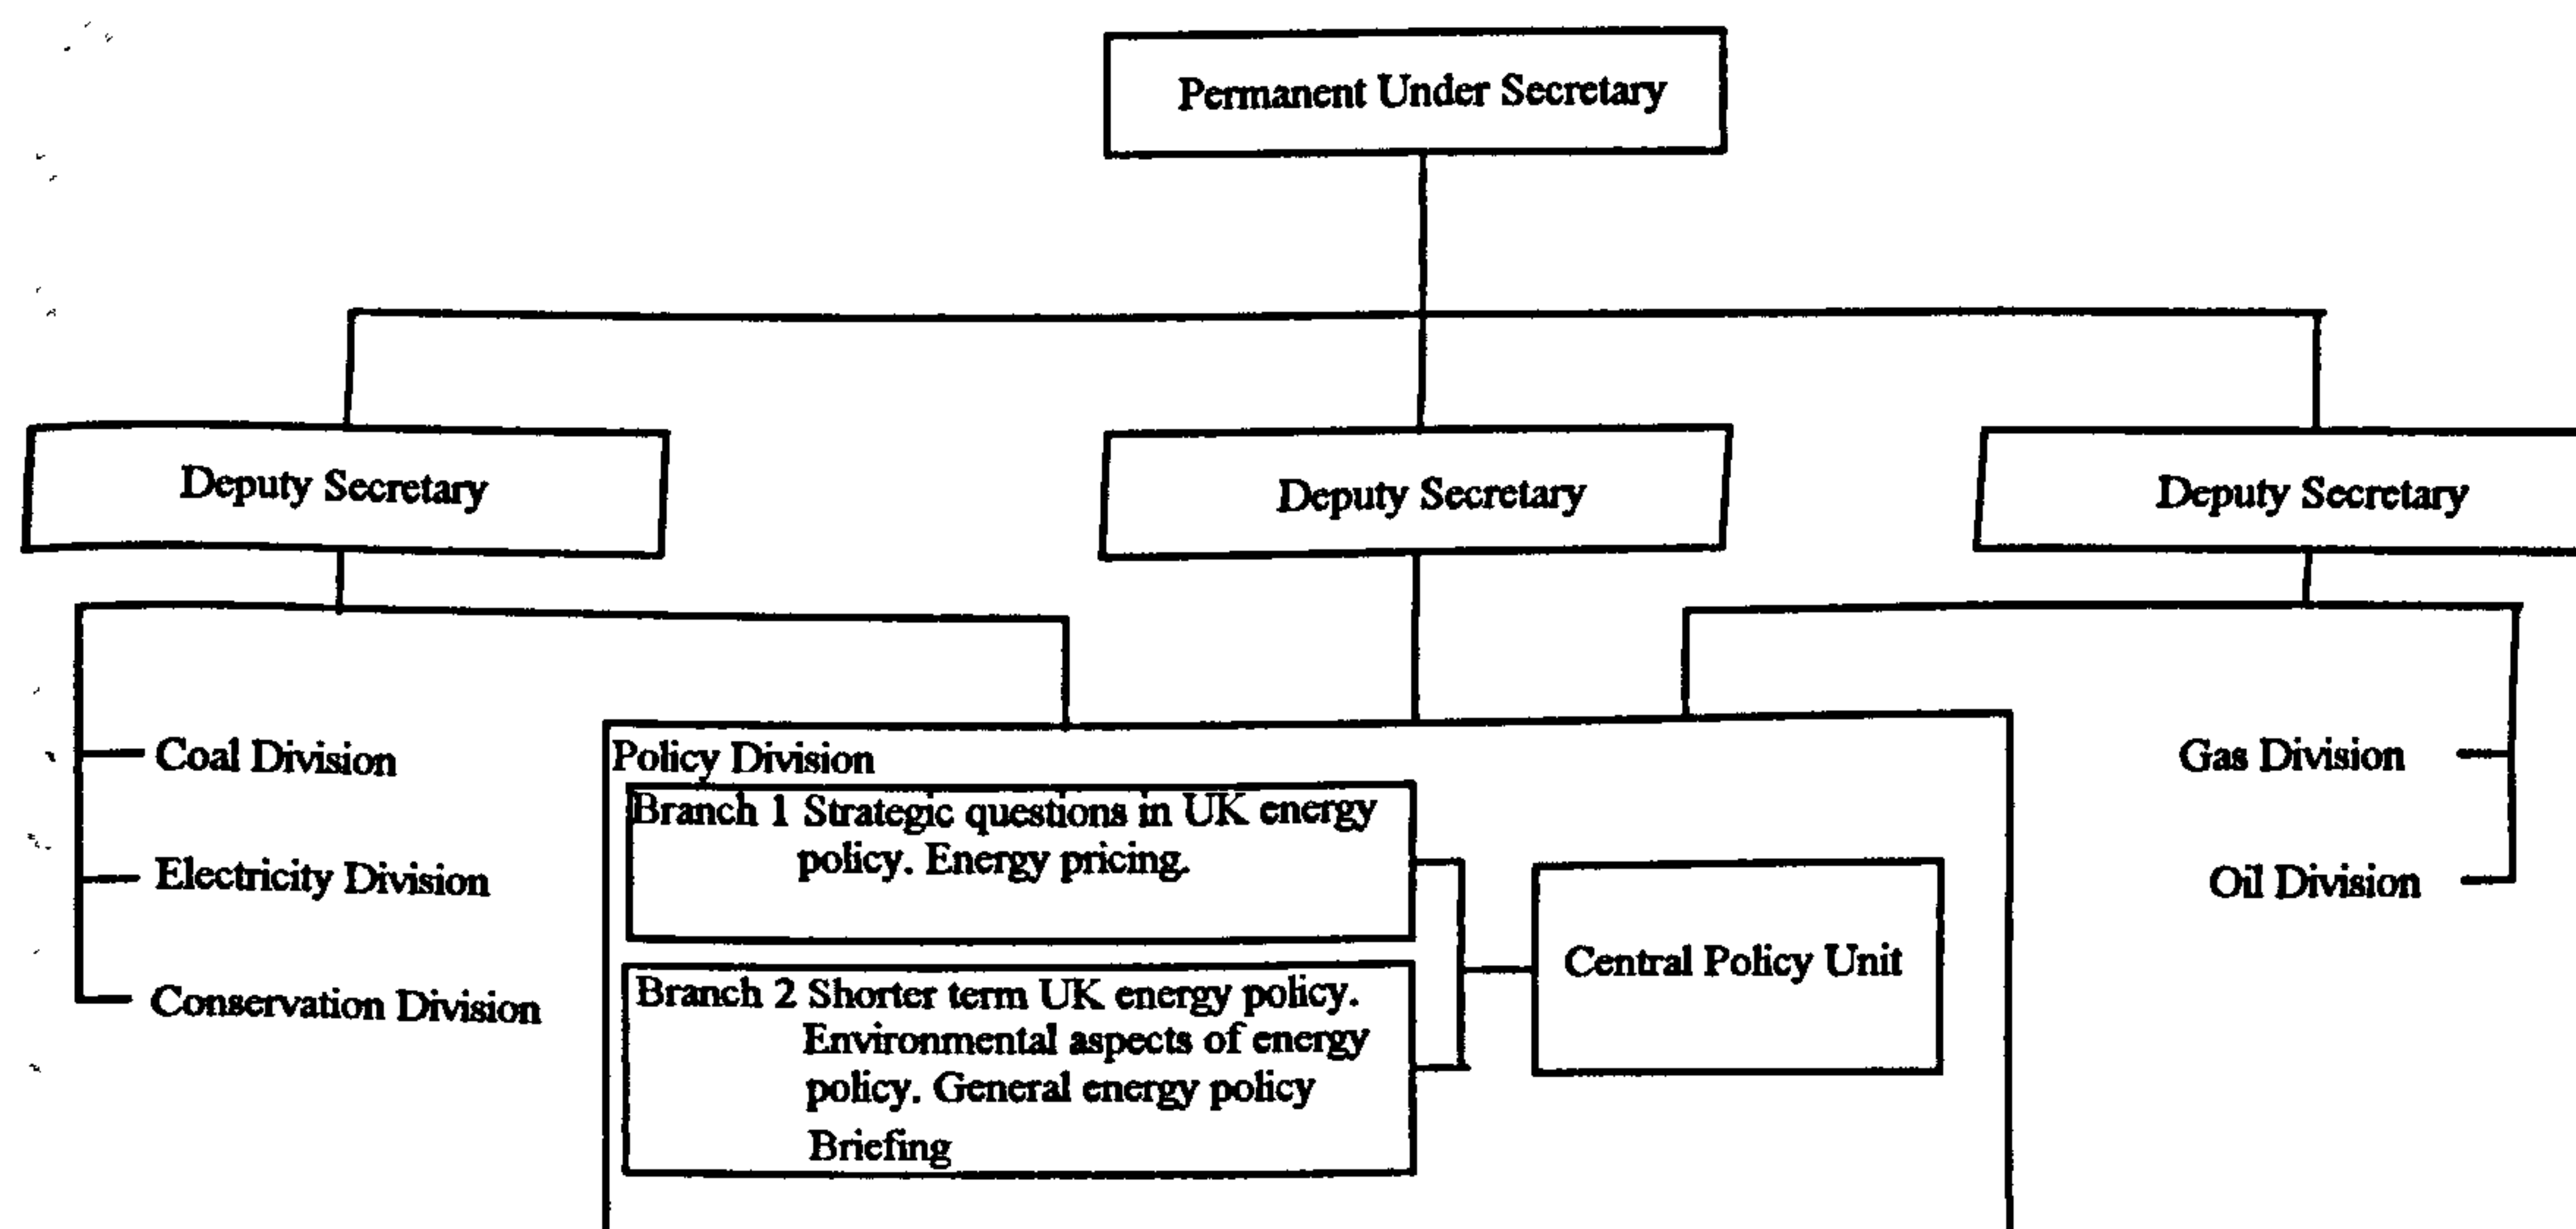 Permanent Under Secretary
Deputy Secretary
Deputy Secretary
Deputy Secretary
Coal Division
Electricity Division
Conservation Division
Policy Division
Branch 1 Strategic questions in UK energy
policy. Energy pricing.
Branch 2 Shorter term UK energy policy.
Environmental aspects of energy
policy. General energy policy
Briefing
Central Policy Unit
Gas Division
Oil Division